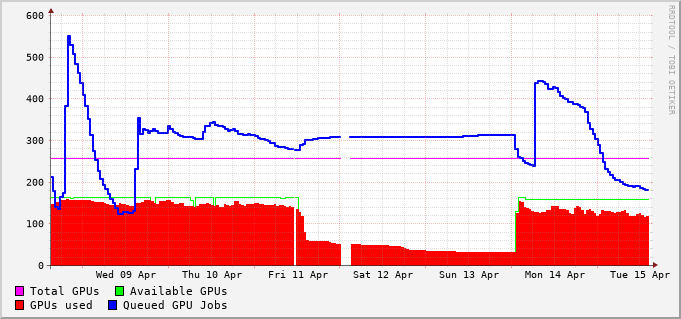 600
500
400
300
200
100
0
Wed 09 Apr Thu 10 Apr Fri 11 Apr Sat 12 Apr Sun 13 Apr Mon 14 Apr Tue 15 Apr
Total GPUs Available GPUs
GPUs used Queued GPU Jobs
RRDTOOL / TOBI OETIKER